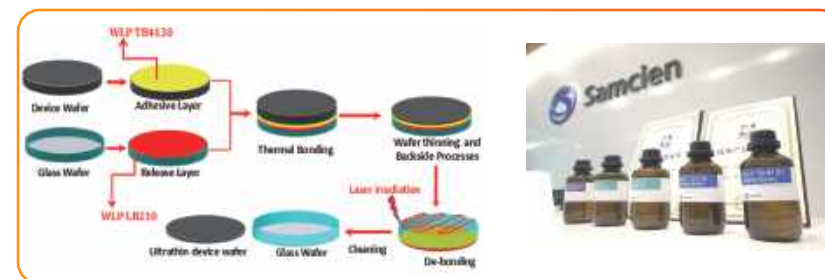 WLP TB4130
Device Wafer
Adhesive Layer
Glass Wafer
Release Layer
WLP LB210
Thermal Bonding
Wafer thinning and
Backside Processes
Laser irradiation
De-bonding
Cleaning
Glass Wafer
Ultrathin device wafer
Samcien